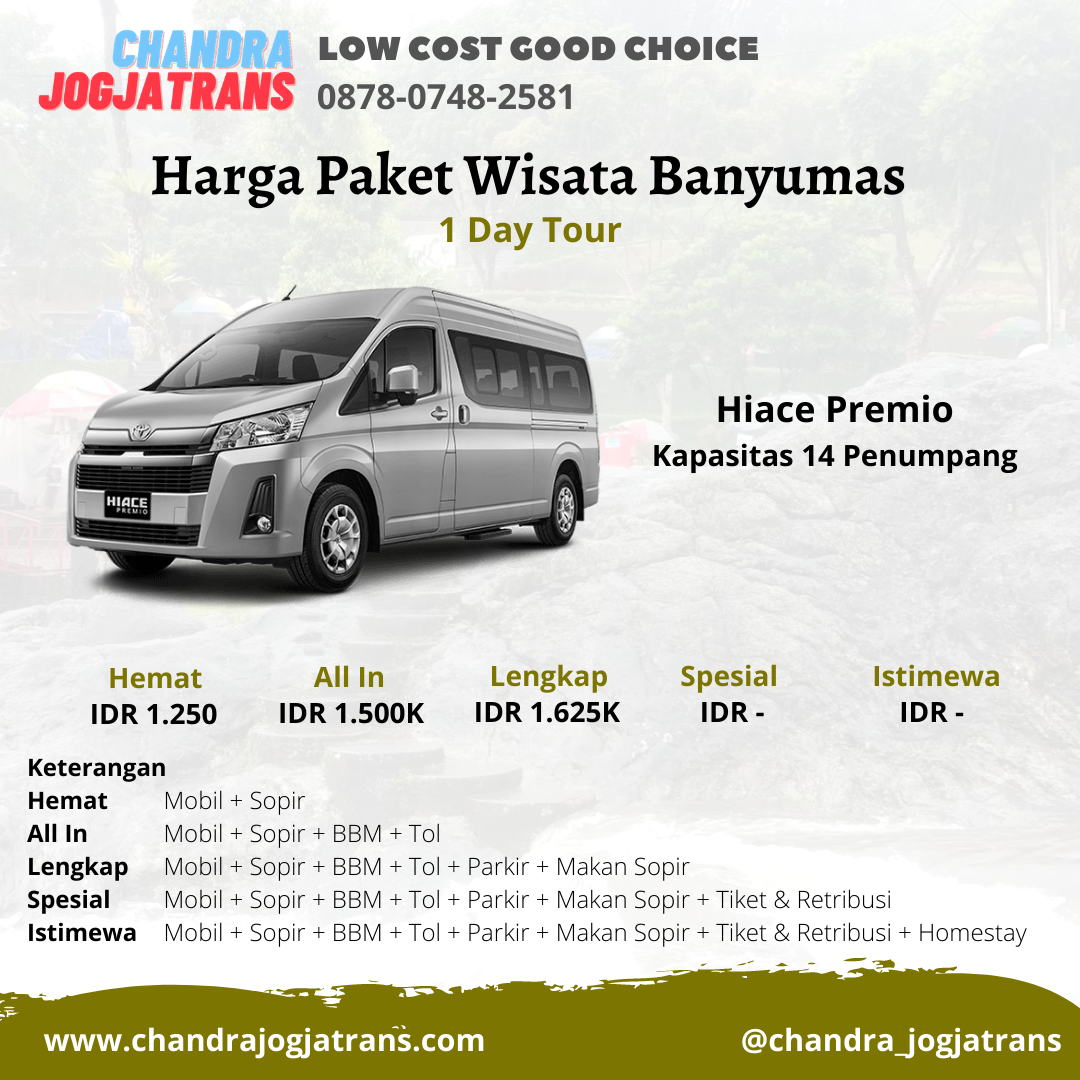 CHANDRA
JOGJATRANS
LOW COST GOOD CHOICE
0878-0748-2581
Harga Paket Wisata Banyumas
1 Day Tour
HIACE
PREMIO
Hiace Premio
Kapasitas 14 Penumpang
Hemat All In Lengkap Spesial Istimewa
IDR 1.250 IDR 1.500K IDR 1.625K IDR - IDR -
Keterangan
Hemat Mobil + Sopir
All In Mobil + Sopir + BBM + Tol
Lengkap Mobil + Sopir + BBM + Tol + Parkir + Makan Sopir
Spesial Mobil + Sopir + BBM + Tol + Parkir + Makan Sopir + Tiket & Retribusi
Istimewa Mobil + Sopir + BBM + Tol + Parkir + Makan Sopir + Tiket & Retribusi + Homestay
www.chandrajogjatrans.com @chandra_jogjatrans